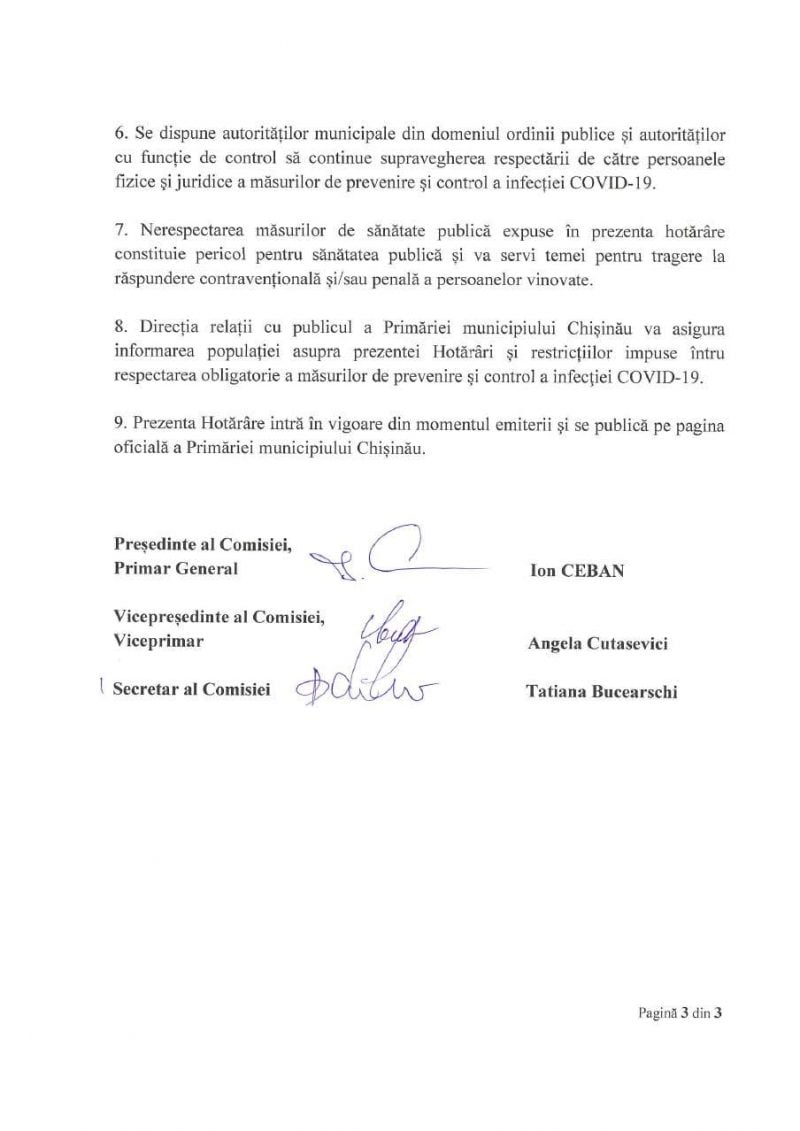 6. Se dispune autorităților municipale din domeniul ordinii publice și autorităților
cu funcție de control să continue supravegherea respectării de către persoanele
fizice și juridice a măsurilor de prevenire și control a infecției COVID-19.
7. Nerespectarea măsurilor de sănătate publică expuse în prezenta hotărâre
constituie pericol pentru sănătatea publică și va servi temei pentru tragere la
răspundere contravențională și/sau penală a persoanelor vinovate.
8. Direcția relații cu publicul a Primăriei municipiului Chișinău va asigura
informarea populației asupra prezentei Hotărâri și restricțiilor impuse întru
respectarea obligatorie a măsurilor de prevenire și control a infecției COVID-19.
9. Prezenta Hotărâre intră în vigoare din momentul emiterii și se publică pe pagina
oficială a Primăriei municipiului Chișinău.
Președinte al Comisiei,
Primar General Ion CEBAN
Vicepreședinte al Comisiei,
Viceprimar Angela Cutasevici
Secretar al Comisiei Tatiana Bucearschi
Pagină 3 din 3